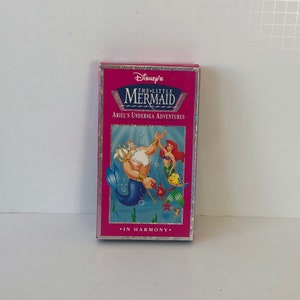 Disney's
THE LITTLE
MERMAID
ARIEL'S UNDERSEA ADVENTURES
• IN HARMONY •